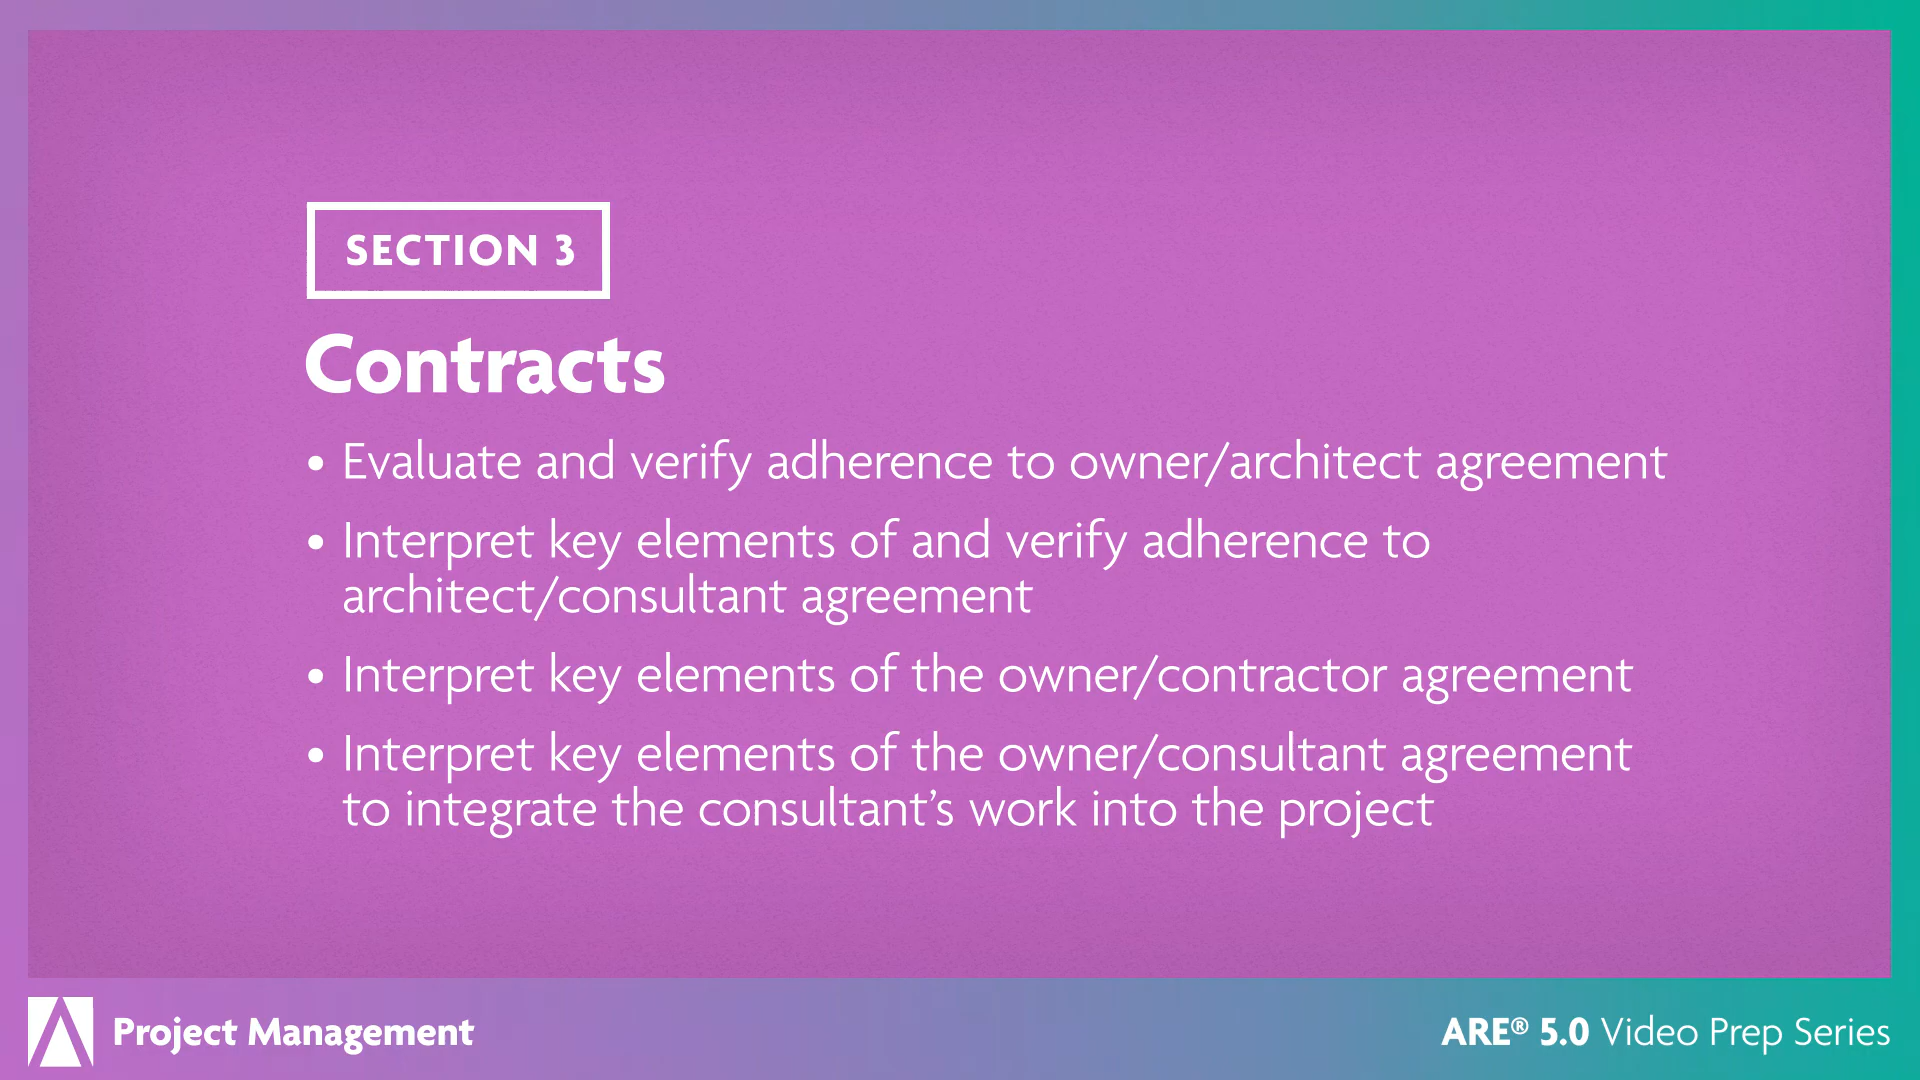 SECTION 3
Contracts
• Evaluate and verify adherence to owner/architect agreement
• Interpret key elements of and verify adherence to
architect/consultant agreement
• Interpret key elements of the owner/contractor agreement
• Interpret key elements of the owner/consultant agreement
to integrate the consultant’s work into the project
Project Management
ARE® 5.0 Video Prep Series